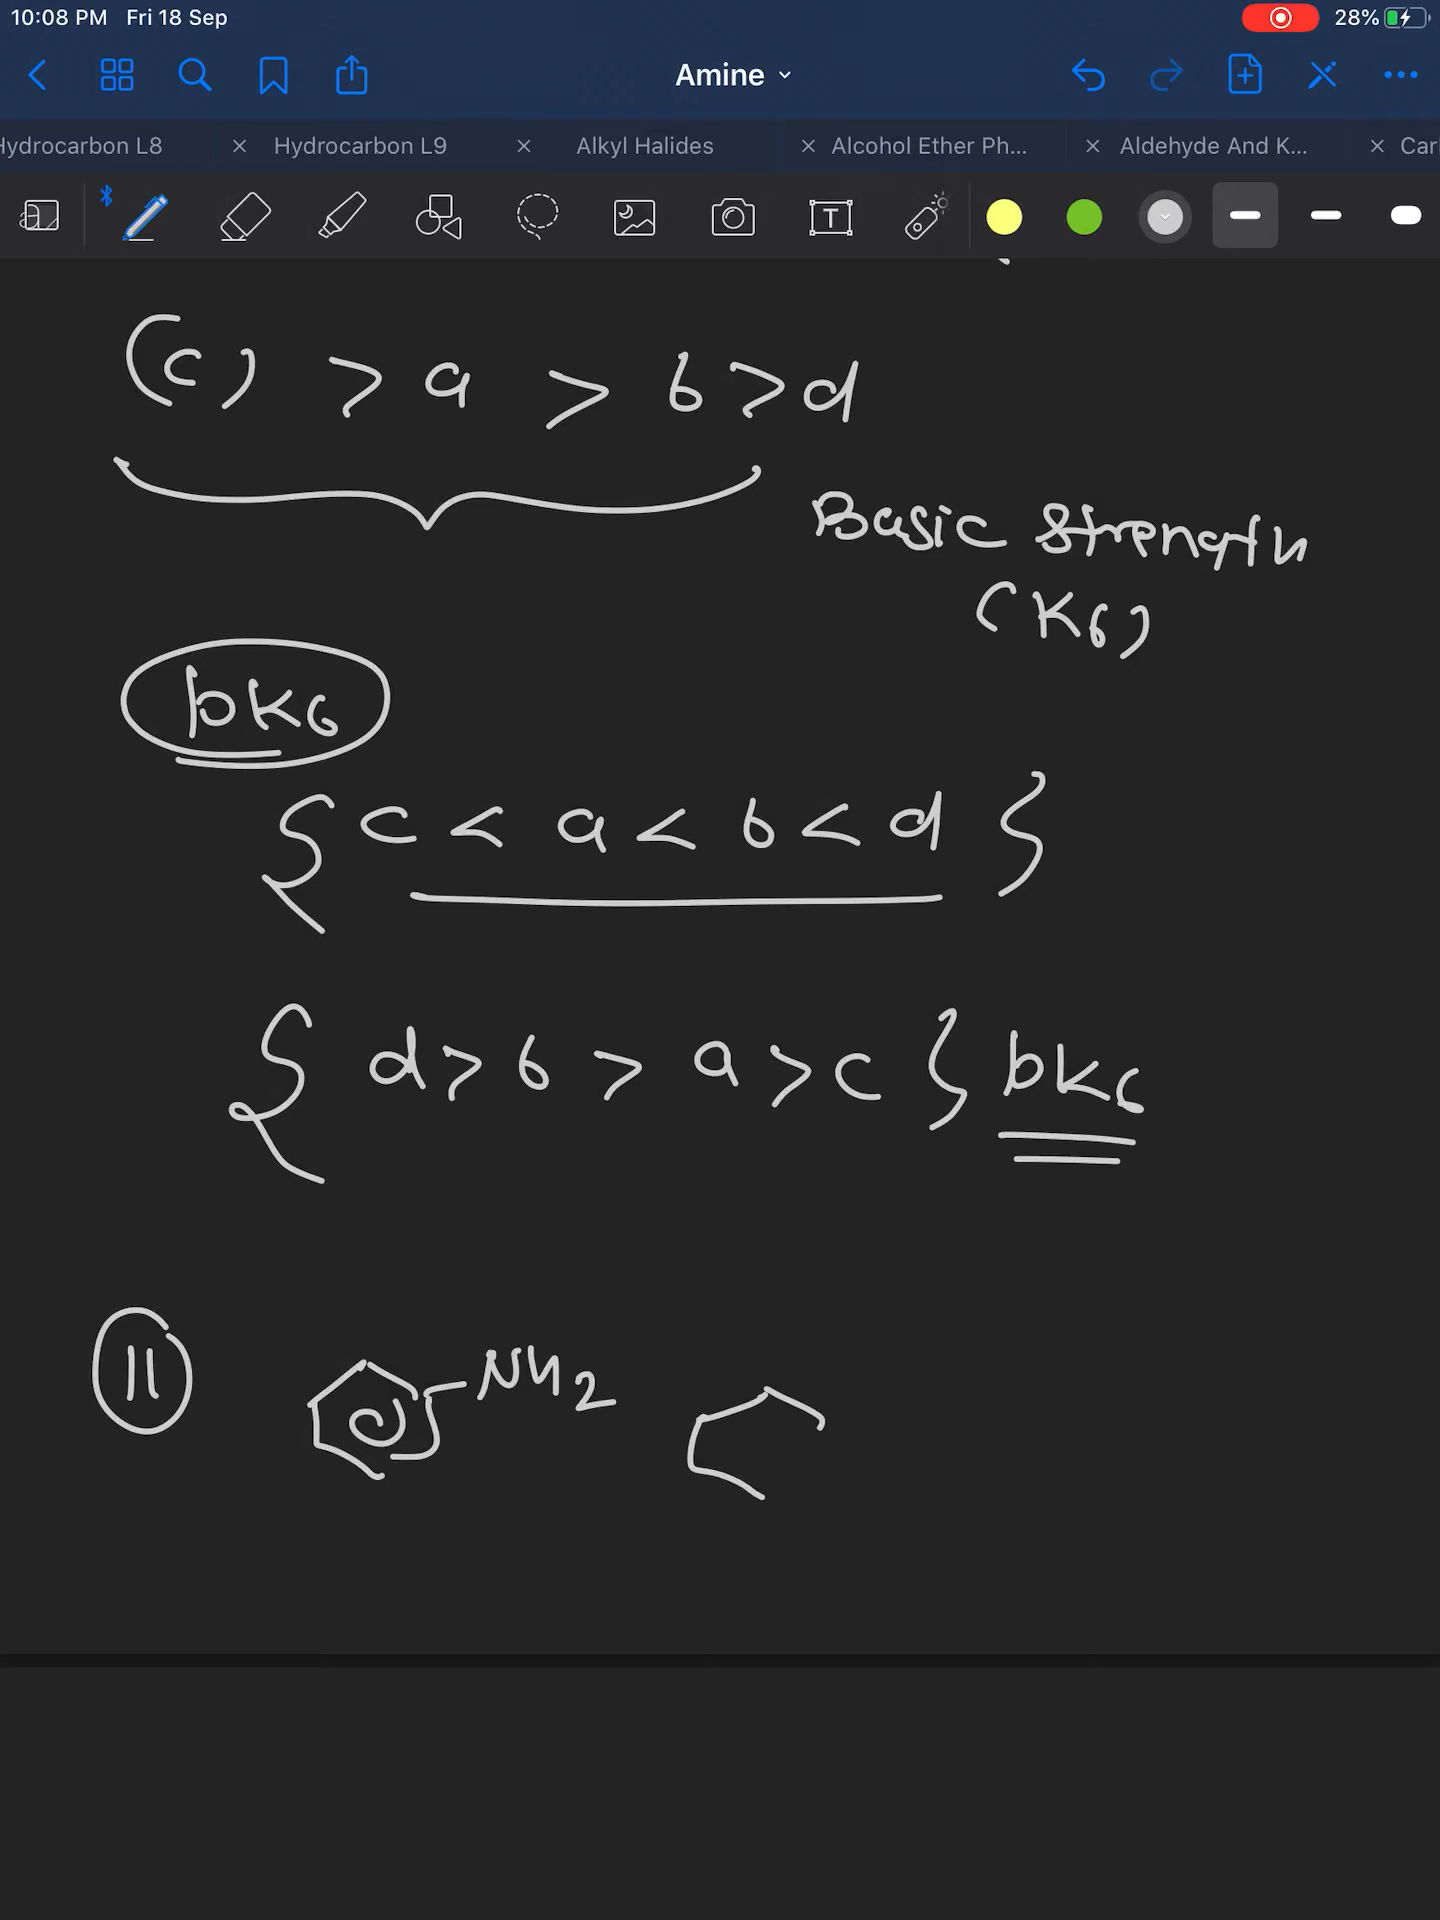 10:08 PM Fri 18 Sep 28%
Amine
Hydrocarbon L8 Hydrocarbon L9 Alkyl Halides Alcohol Ether Ph... Aldehyde And K... Car
T
(c) > a > b > d
Basic Strength
(Kb)
pKb
{ c < a < b < d }
{ d > b > a > c } pKb
11 NH2